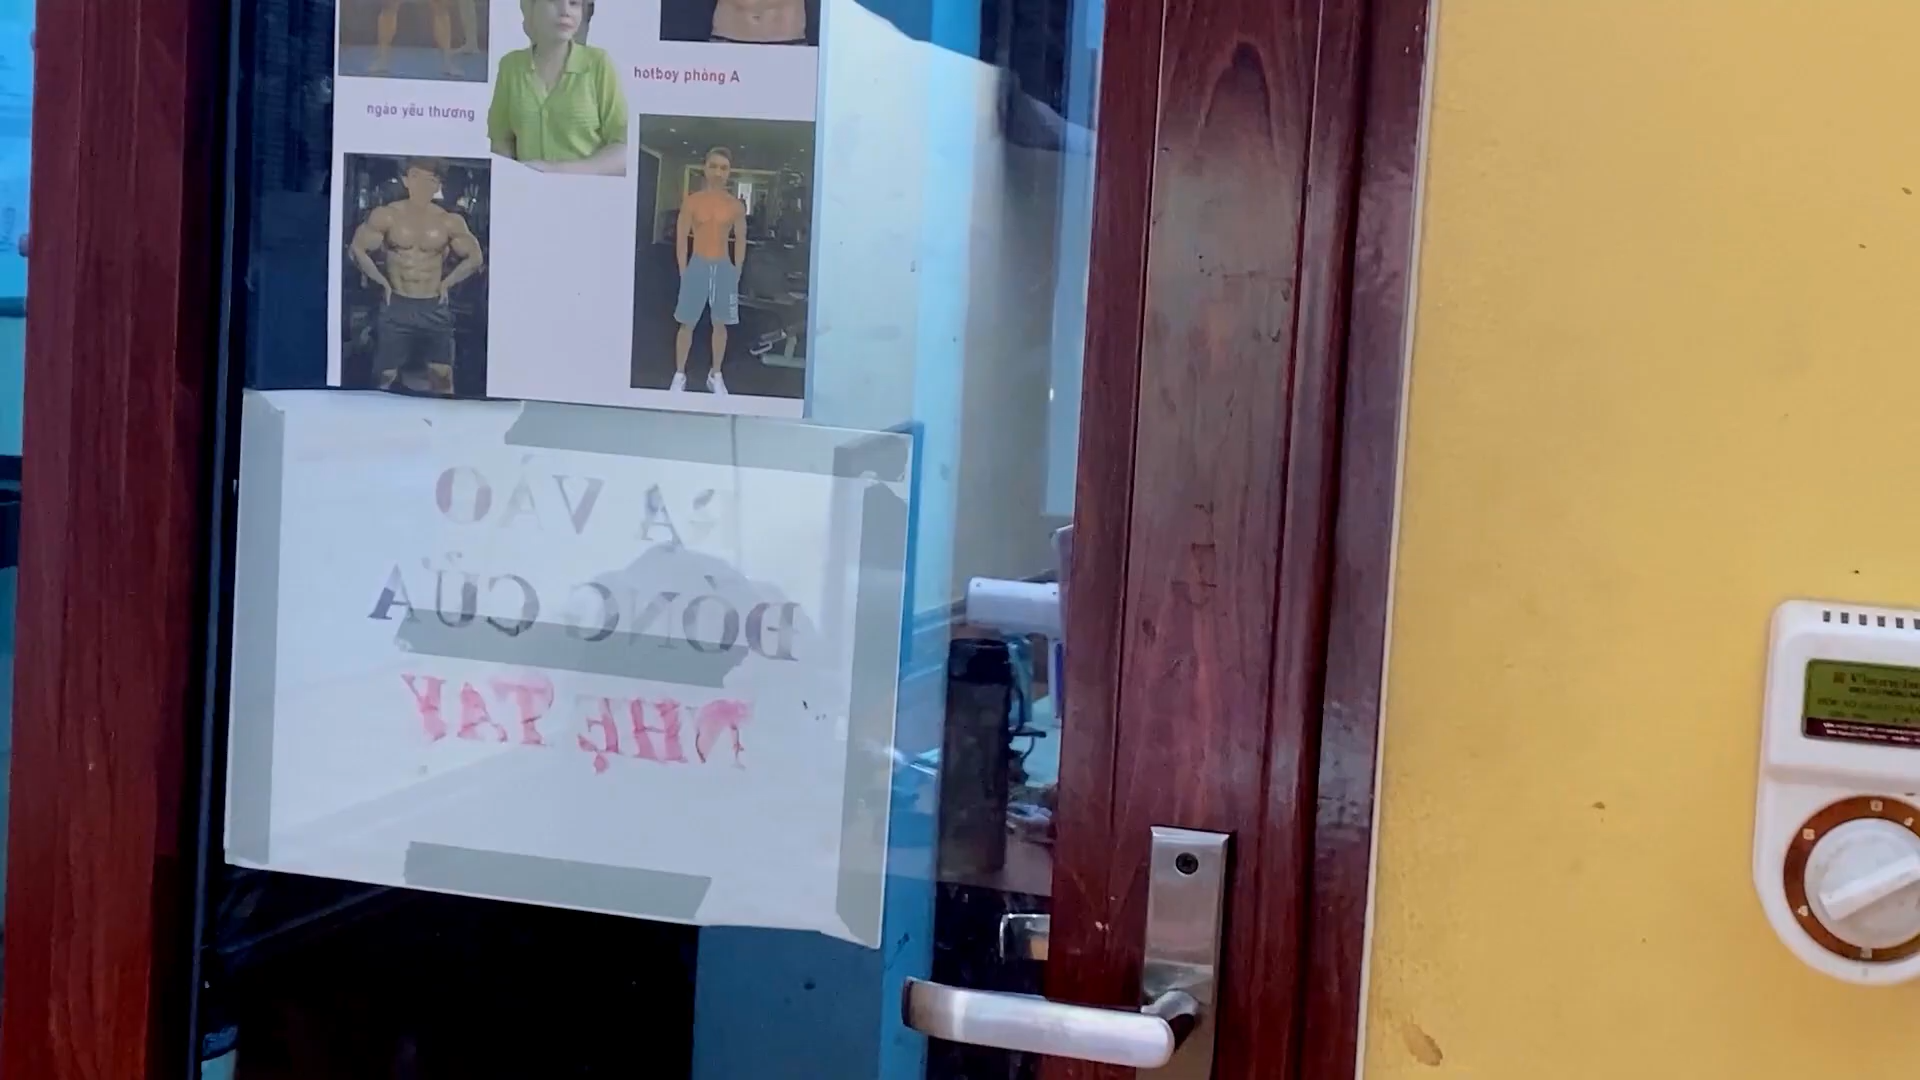 hotboy phòng A
ngáo yêu thương
RA VÀO
ĐÓNG CỬA
NHẸ TAY